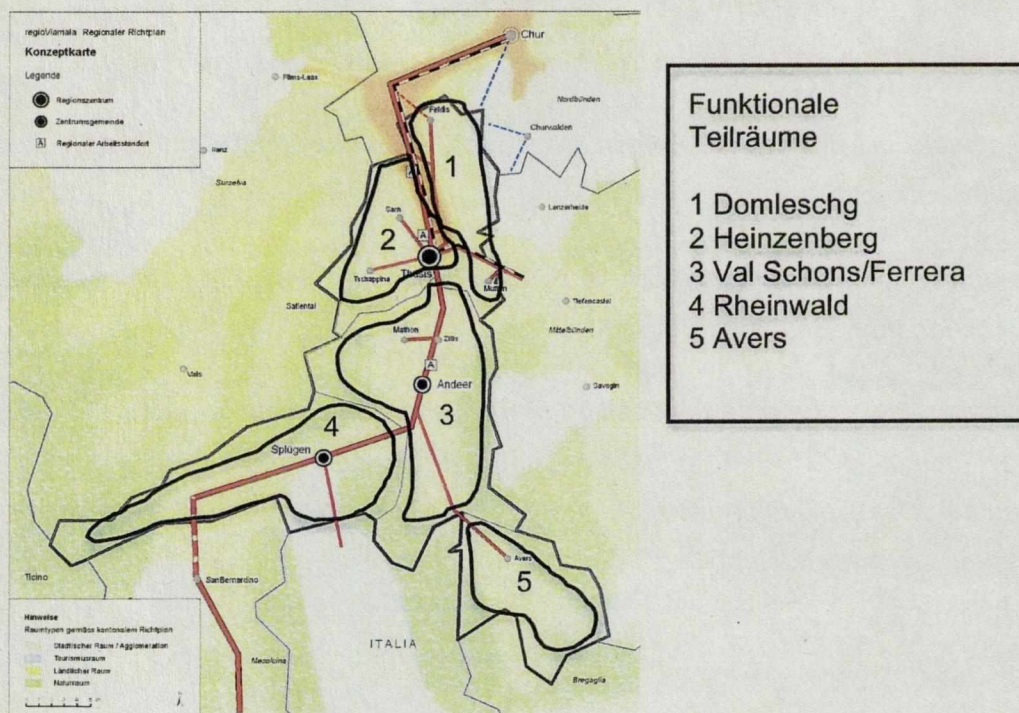 regioViamala Regionaler Richtplan
Konzeptkarte
Legende
Regionszentrum
Zentrumsgemeinde
A Regionaler Arbeitsstandort
Chur
Flims-Laax
Nordbünden
Feldis
Churwalden
1
Ilanz
A
Surselva
Sarn
Lenzerheide
2
A
Thusis
Tschappina
Mutten
Safiental
Tiefencastel
Mathon
Zillis
Mittelbünden
Vals
A
Andeer
Savognin
3
4
Splügen
Avers
5
Ticino
San Bernardino
ITALIA
Mesolcina
Bregaglia
Hinweise
Raumtypen gemäss kantonalem Richtplan
Städtischer Raum / Agglomeration
Tourismusraum
Ländlicher Raum
Naturraum
Funktionale
Teilräume
1 Domleschg
2 Heinzenberg
3 Val Schons/Ferrera
4 Rheinwald
5 Avers